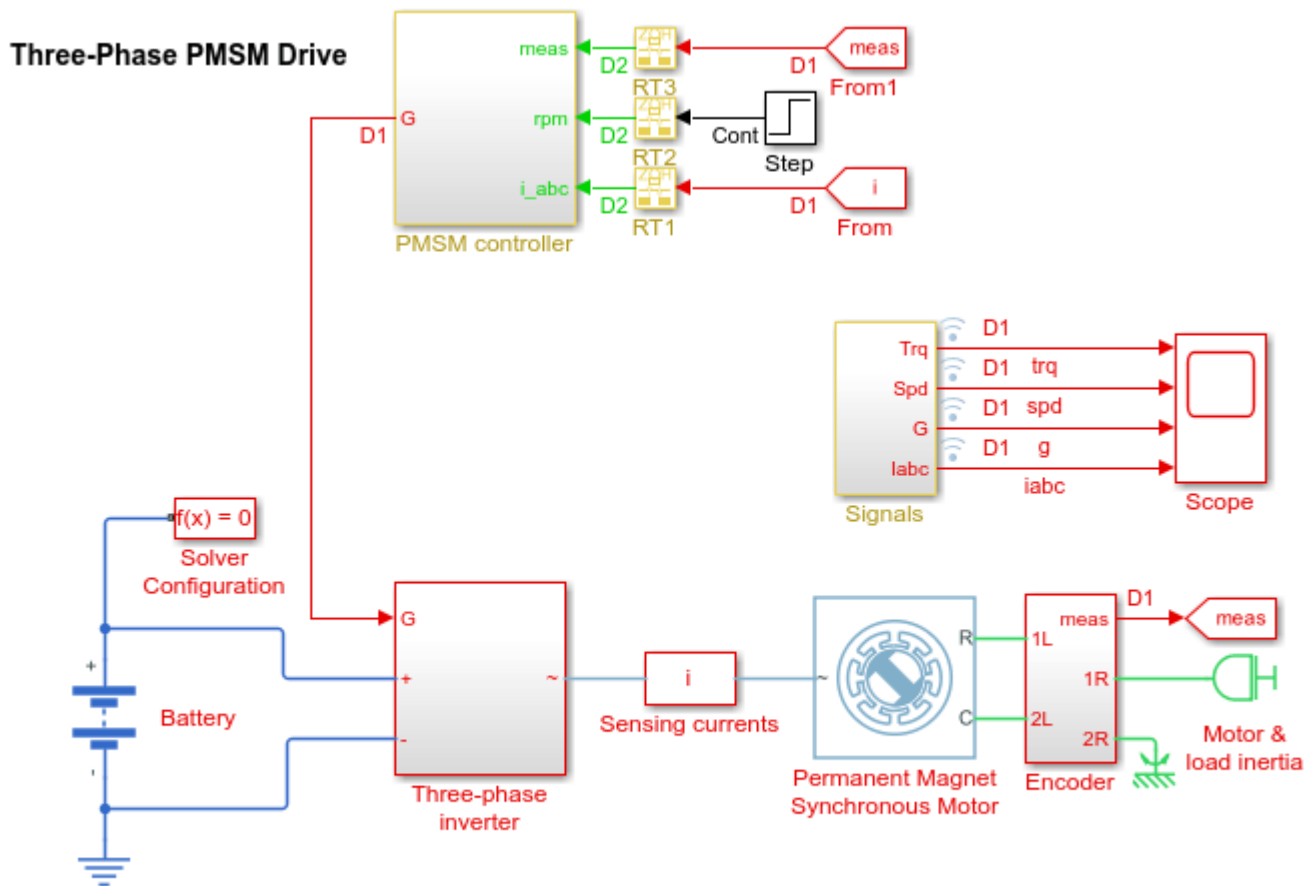 Three-Phase PMSM Drive
meas
D2
ZOH
RT3
D1
meas
From1
G
D1
rpm
D2
ZOH
RT2
Cont
Step
i_abc
D2
ZOH
RT1
D1
i
From
PMSM controller
Trq
D1
Spd
D1 trq
G
D1 spd
Iabc
D1 g
iabc
Signals
Scope
f(x) = 0
Solver
Configuration
+
Battery
-
G
+
-
~
Three-phase
inverter
i
Sensing currents
~
R
C
Permanent Magnet
Synchronous Motor
meas
1L
1R
2L
2R
Encoder
D1
meas
Motor &
load inertia